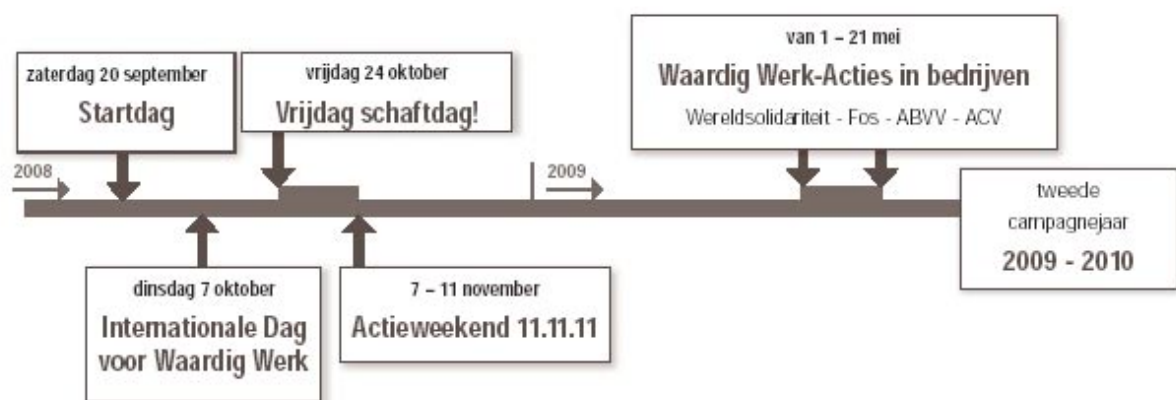 zaterdag 20 september
Startdag
vrijdag 24 oktober
Vrijdag schaftdag!
van 1 – 21 mei
Waardig Werk-Acties in bedrijven
Wereldsolidariteit - Fos - ABVV - ACV
2008
2009
tweede
campagnejaar
2009 - 2010
dinsdag 7 oktober
Internationale Dag
voor Waardig Werk
7 – 11 november
Actieweekend 11.11.11